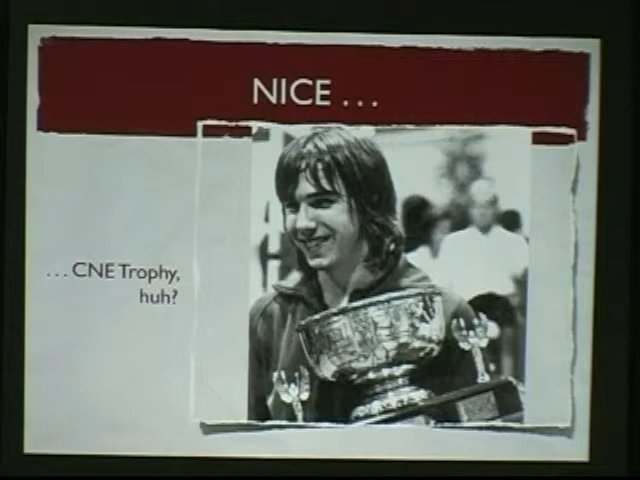 NICE . . .
. . . CNE Trophy,
huh?